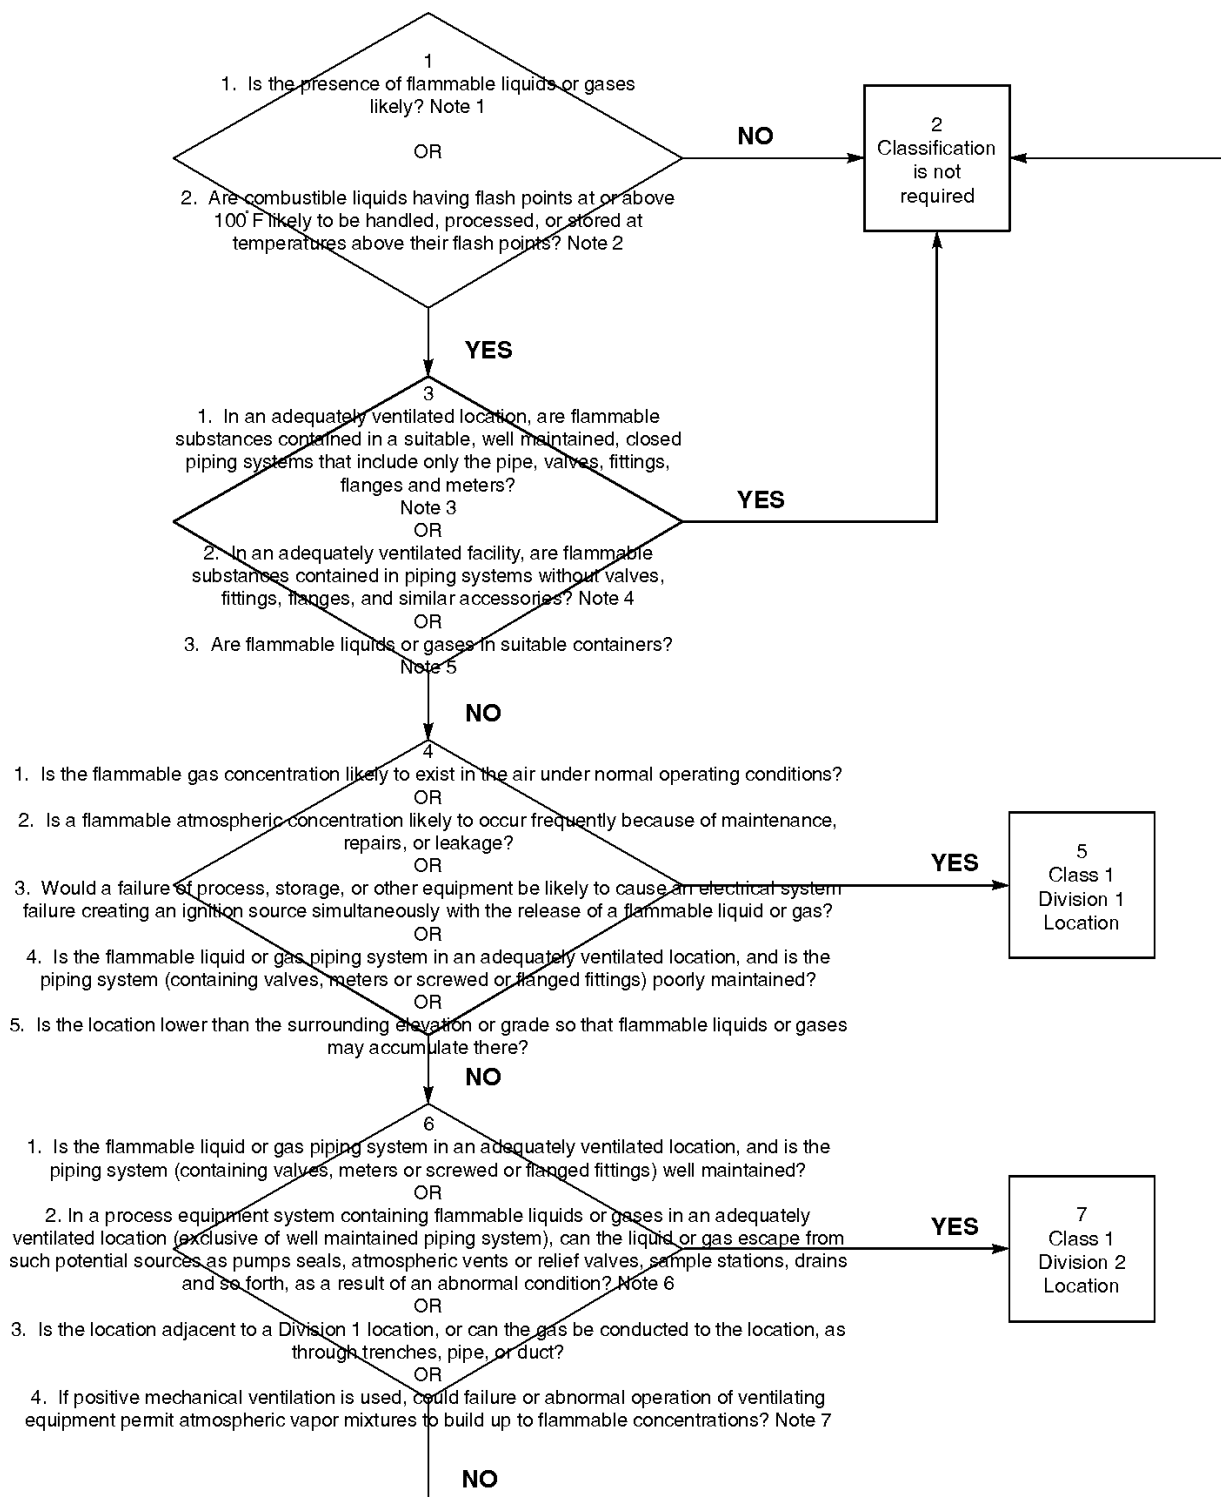 1
1. Is the presence of flammable liquids or gases
likely? Note 1
OR
2. Are combustible liquids having flash points at or above
100°F likely to be handled, processed, or stored at
temperatures above their flash points? Note 2
NO
2
Classification
is not
required
YES
3
1. In an adequately ventilated location, are flammable
substances contained in a suitable, well maintained, closed
piping systems that include only the pipe, valves, fittings,
flanges and meters?
Note 3
OR
2. In an adequately ventilated facility, are flammable
substances contained in piping systems without valves,
fittings, flanges, and similar accessories? Note 4
OR
3. Are flammable liquids or gases in suitable containers?
Note 5
YES
NO
4
1. Is the flammable gas concentration likely to exist in the air under normal operating conditions?
OR
2. Is a flammable atmospheric concentration likely to occur frequently because of maintenance,
repairs, or leakage?
OR
3. Would a failure of process, storage, or other equipment be likely to cause an electrical system
failure creating an ignition source simultaneously with the release of a flammable liquid or gas?
OR
4. Is the flammable liquid or gas piping system in an adequately ventilated location, and is the
piping system (containing valves, meters or screwed or flanged fittings) poorly maintained?
OR
5. Is the location lower than the surrounding elevation or grade so that flammable liquids or gases
may accumulate there?
YES
5
Class 1
Division 1
Location
NO
6
1. Is the flammable liquid or gas piping system in an adequately ventilated location, and is the
piping system (containing valves, meters or screwed or flanged fittings) well maintained?
OR
2. In a process equipment system containing flammable liquids or gases in an adequately
ventilated location (exclusive of well maintained piping system), can the liquid or gas escape from
such potential sources as pumps seals, atmospheric vents or relief valves, sample stations, drains
and so forth, as a result of an abnormal condition? Note 6
OR
3. Is the location adjacent to a Division 1 location, or can the gas be conducted to the location, as
through trenches, pipe, or duct?
OR
4. If positive mechanical ventilation is used, could failure or abnormal operation of ventilating
equipment permit atmospheric vapor mixtures to build up to flammable concentrations? Note 7
YES
7
Class 1
Division 2
Location
NO